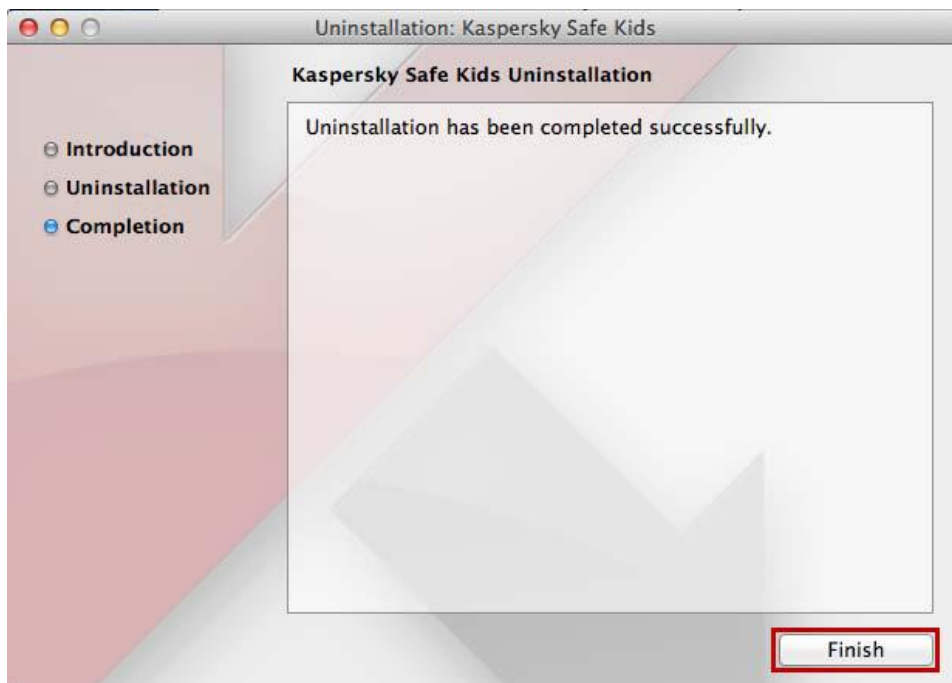 Uninstallation: Kaspersky Safe Kids
Kaspersky Safe Kids Uninstallation
Uninstallation has been completed successfully.
Introduction
Uninstallation
Completion
Finish